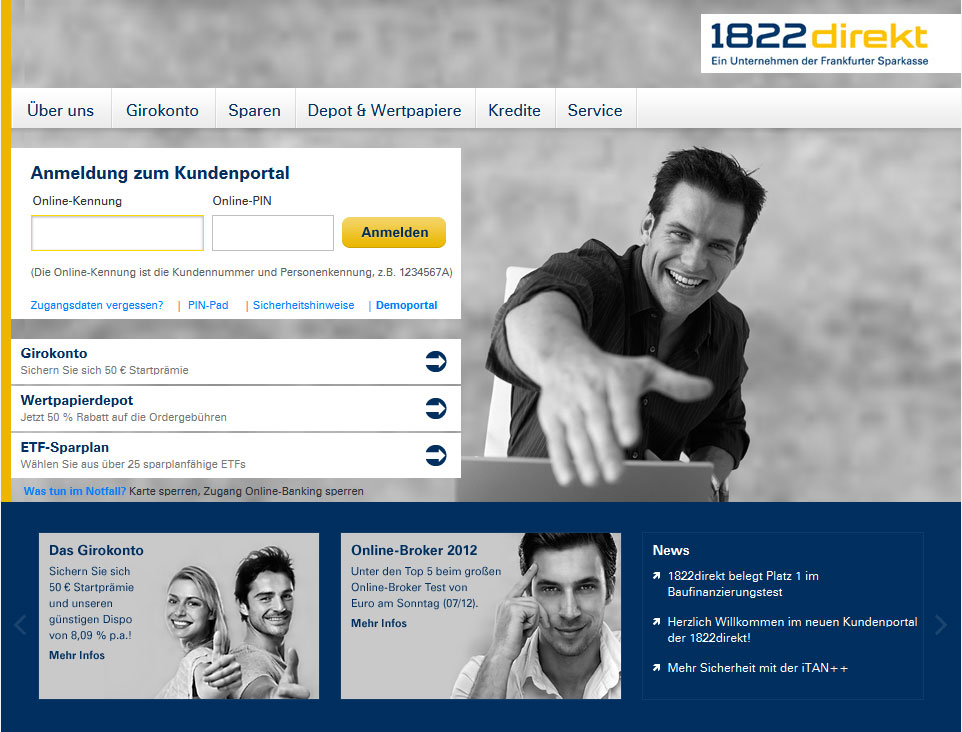 1822direkt
Ein Unternehmen der Frankfurter Sparkasse
Über uns
Girokonto
Sparen
Depot & Wertpapiere
Kredite
Service
Anmeldung zum Kundenportal
Online-Kennung
Online-PIN
Anmelden
(Die Online-Kennung ist die Kundennummer und Personenkennung, z.B. 1234567A)
Zugangsdaten vergessen? | PIN-Pad | Sicherheitshinweise | Demoportal
Girokonto
Sichern Sie sich 50 € Startprämie
Wertpapierdepot
Jetzt 50 % Rabatt auf die Ordergebühren
ETF-Sparplan
Wählen Sie aus über 25 sparplanfähige ETFs
Was tun im Notfall? Karte sperren, Zugang Online-Banking sperren
Das Girokonto
Sichern Sie sich
50 € Startprämie
und unseren
günstigen Dispo
von 8,09 % p.a.!
Mehr Infos
Online-Broker 2012
Unter den Top 5 beim großen
Online-Broker Test von
Euro am Sonntag (07/12).
Mehr Infos
News
1822direkt belegt Platz 1 im
Baufinanzierungstest
Herzlich Willkommen im neuen Kundenportal
der 1822direkt!
Mehr Sicherheit mit der iTAN++